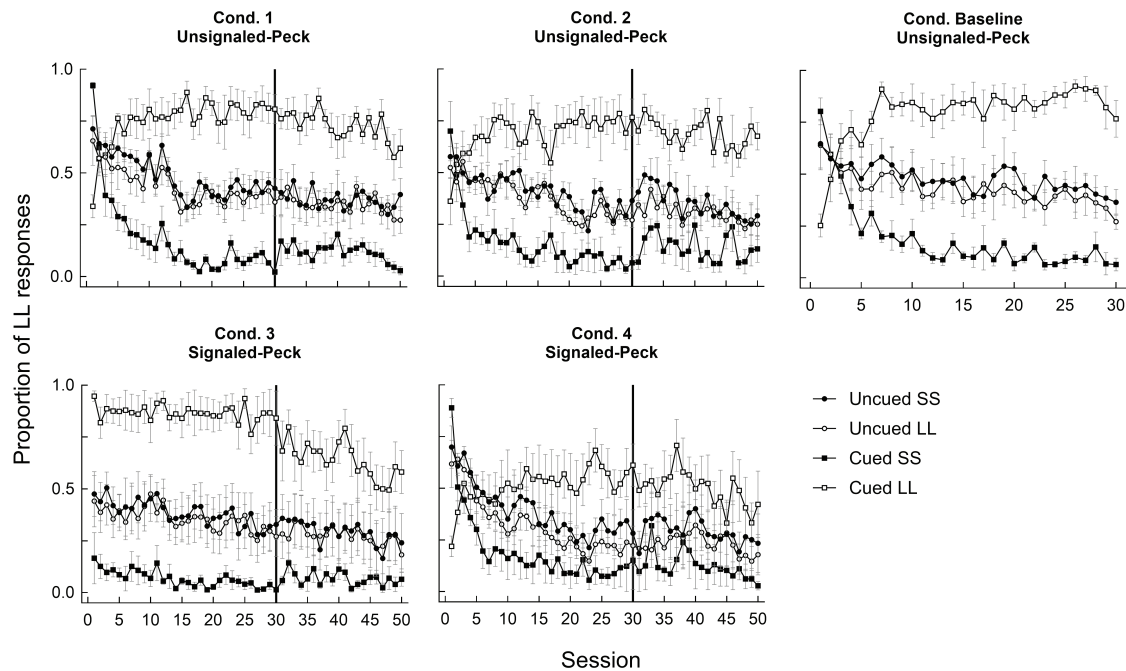 Cond. 1
Unsignaled-Peck
Cond. 2
Unsignaled-Peck
Cond. Baseline
Unsignaled-Peck
1.0
0.5
0.0
0 5 10 15 20 25 30
Cond. 3
Signaled-Peck
Cond. 4
Signaled-Peck
1.0
0.5
0.0
0 5 10 15 20 25 30 35 40 45 50
0 5 10 15 20 25 30 35 40 45 50
Proportion of LL responses
Session
Uncued SS
Uncued LL
Cued SS
Cued LL